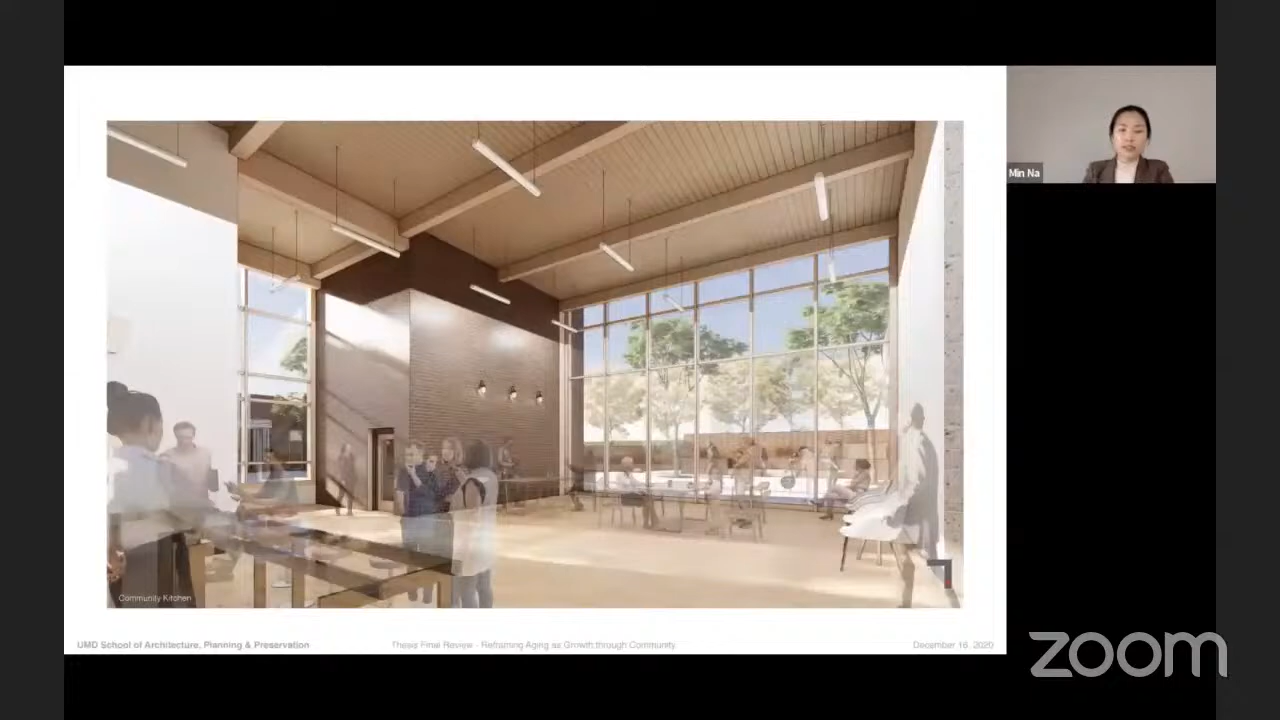 Min Na
Community Kitchen
UMD School of Architecture, Planning & Preservation
Thesis Final Review - Reframing Aging as Growth through Community
December 16, 2020
zoom